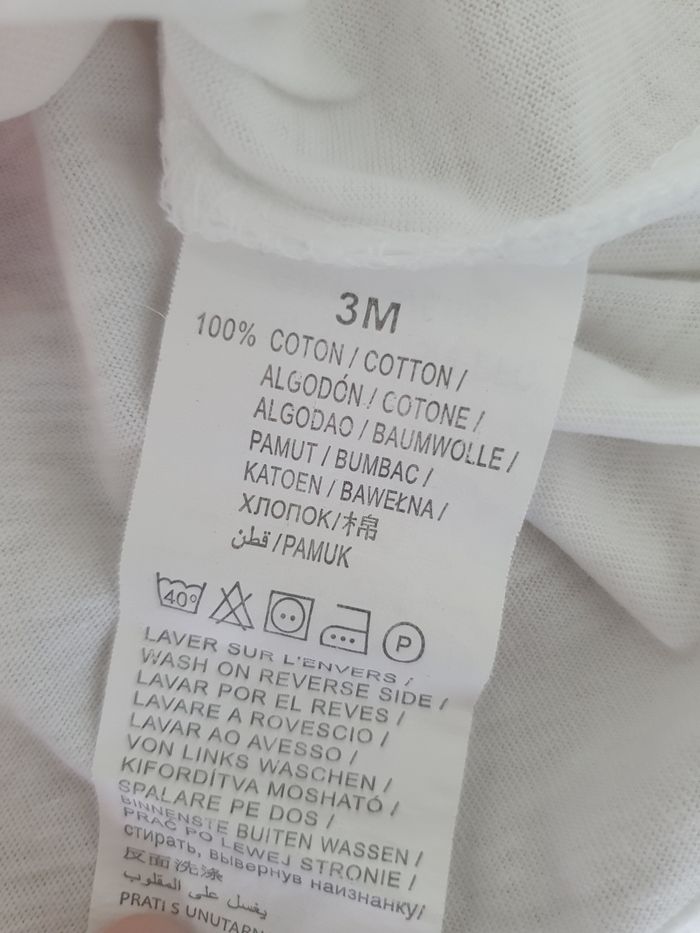 3M
100% COTON / COTTON /
ALGODÓN / COTONE /
ALGODAO / BAUMWOLLE /
PAMUT / BUMBAC /
KATOEN / BAWEŁNA /
ХЛОПОК/棉
قطن /PAMUK
40° P
LAVER SUR L'ENVERS /
WASH ON REVERSE SIDE /
LAVAR POR EL REVES /
LAVARE A ROVESCIO /
LAVAR AO AVESSO /
VON LINKS WASCHEN /
KIFORDÍTVA MOSHATÓ /
SPALARE PE DOS /
BINNENSTE BUITEN WASSEN /
PRAĆ PO LEWEJ STRONIE /
стирать, вывернув наизнанку/
反面洗涤
يغسل على المقلوب
PRATI S UNUTARN